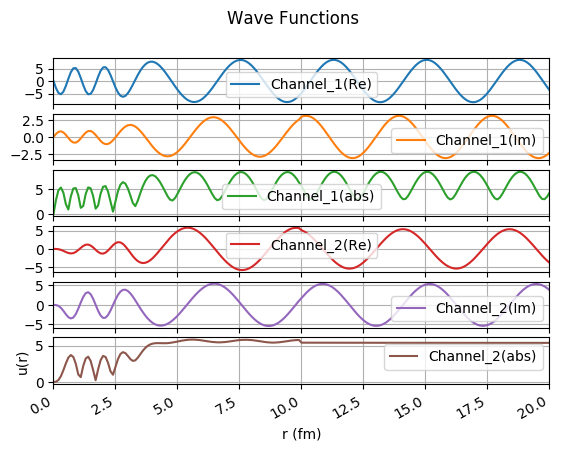 Wave Functions
5
0
−5
Channel_1(Re)
2.5
0.0
−2.5
Channel_1(Im)
5
0
Channel_1(abs)
5
0
−5
Channel_2(Re)
5
0
−5
Channel_2(Im)
5
0
u(r)
Channel_2(abs)
0.0 2.5 5.0 7.5 10.0 12.5 15.0 17.5 20.0
r (fm)